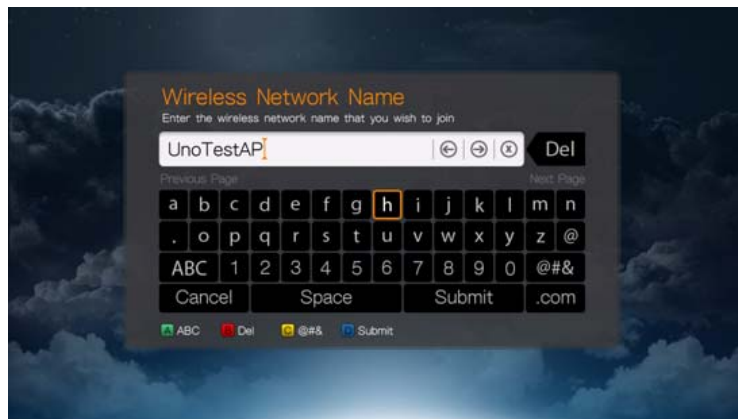 Wireless Network Name
Enter the wireless network name that you wish to join
UnoTestAP Del
Previous Page Next Page
a b c d e f g h i j k l m n
. o p q r s t u v w x y z @
ABC 1 2 3 4 5 6 7 8 9 0 @#&
Cancel Space Submit .com
A ABC Del C @#& D Submit